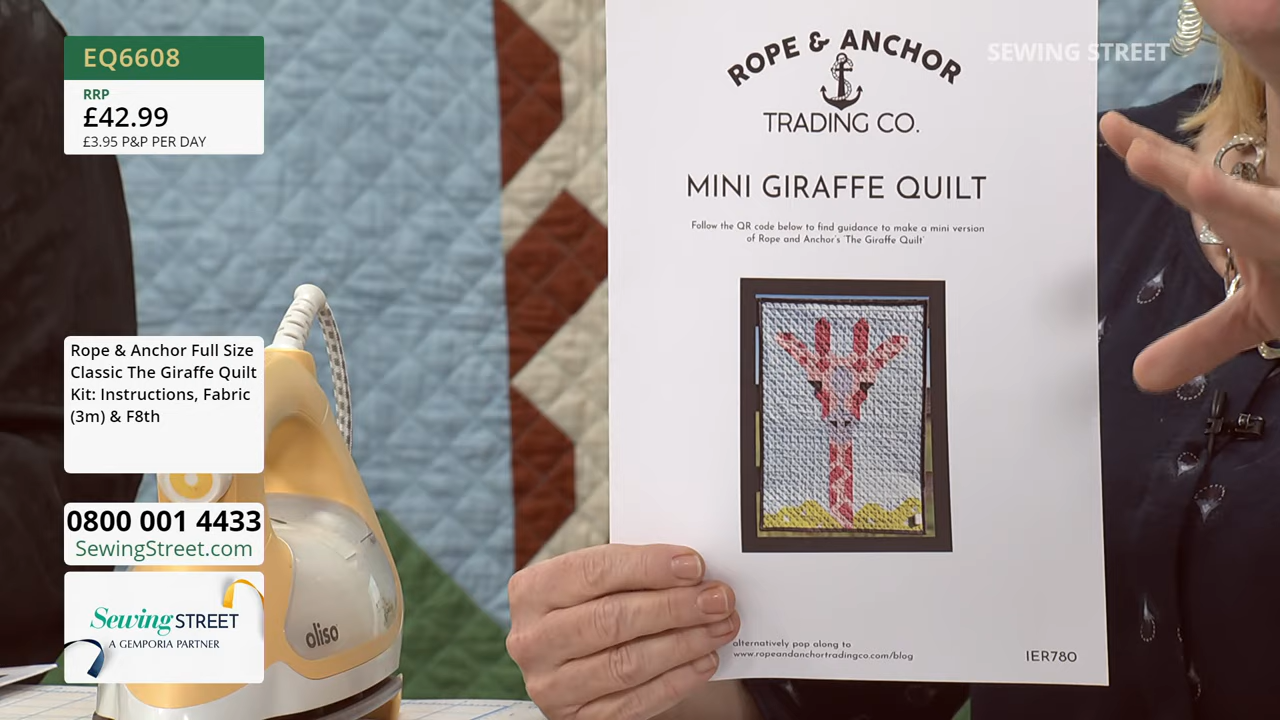 EQ6608
RRP
£42.99
£3.95 P&P PER DAY
Rope & Anchor Full Size
Classic The Giraffe Quilt
Kit: Instructions, Fabric
(3m) & F8th
0800 001 4433
SewingStreet.com
Sewing STREET
A GEMPORIA PARTNER
oliso
SEWING STREET
ROPE & ANCHOR
TRADING CO.
MINI GIRAFFE QUILT
Follow the QR code below to find guidance to make a mini version
of Rope and Anchor's 'The Giraffe Quilt'
alternatively pop along to
www.ropeandanchortradingco.com/blog
IER780